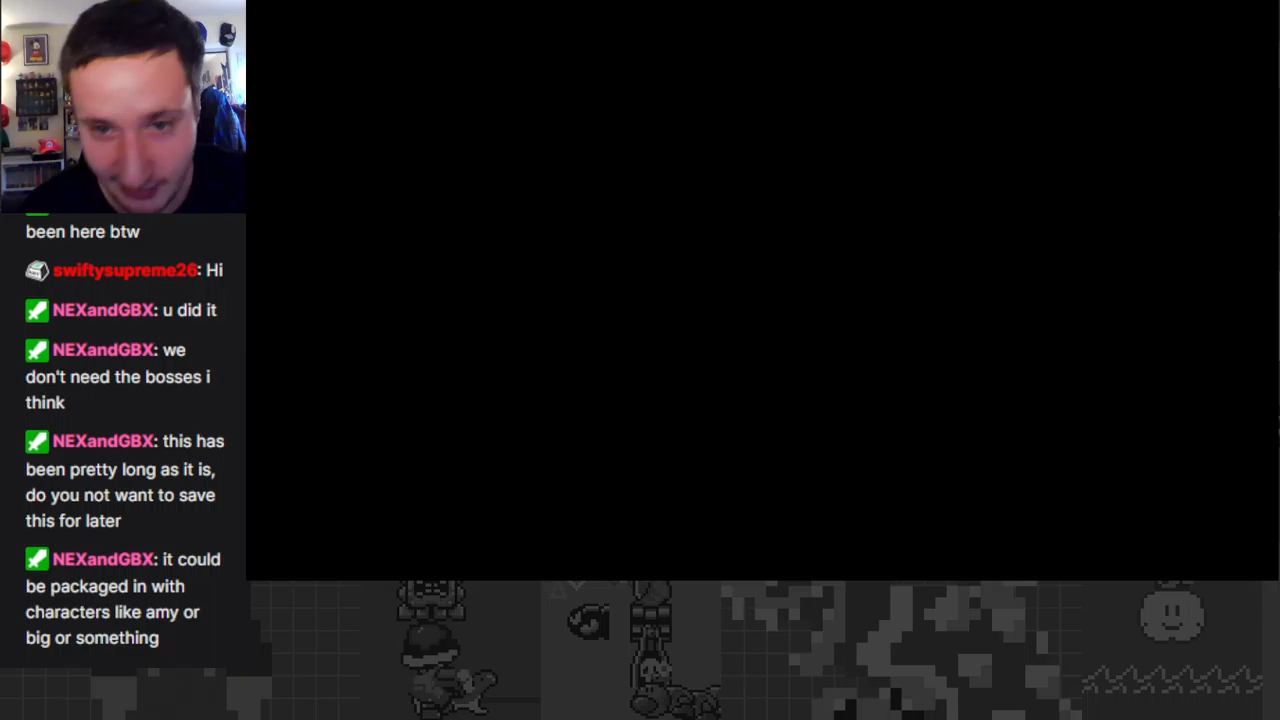 been here btw
swiftysupreme26: Hi
NEXandGBX: u did it
NEXandGBX: we
don't need the bosses i
think
NEXandGBX: this has
been pretty long as it is,
do you not want to save
this for later
NEXandGBX: it could
be packaged in with
characters like amy or
big or something